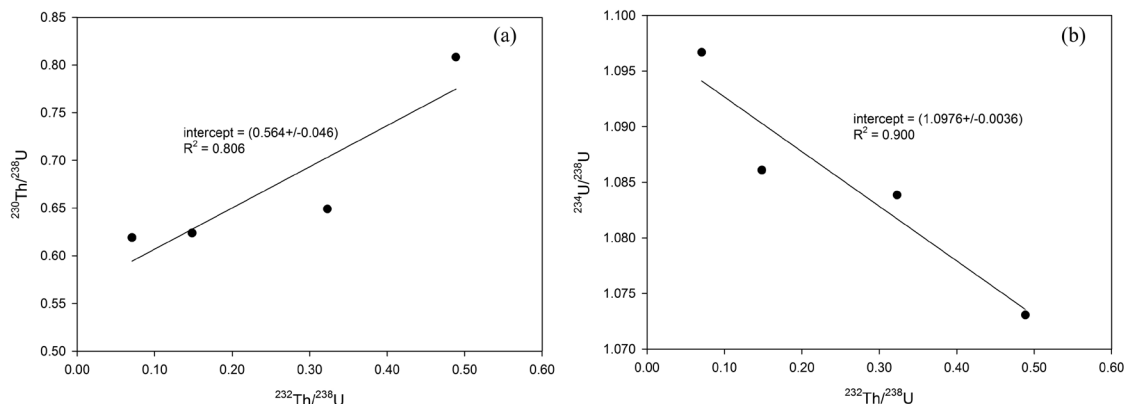 (a)
0.85
0.80
0.75
0.70
0.65
0.60
0.55
0.50
0.00 0.10 0.20 0.30 0.40 0.50 0.60
²³⁰Th/²³⁸U
²³²Th/²³⁸U
intercept = (0.564+/-0.046)
R² = 0.806
(b)
1.100
1.095
1.090
1.085
1.080
1.075
1.070
0.00 0.10 0.20 0.30 0.40 0.50 0.60
²³⁴U/²³⁸U
²³²Th/²³⁸U
intercept = (1.0976+/-0.0036)
R² = 0.900